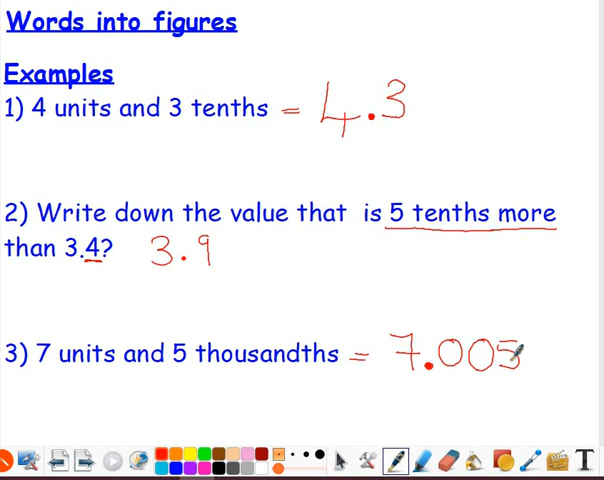 Words into figures
Examples
1) 4 units and 3 tenths = 4.3
2) Write down the value that is 5 tenths more
than 3.4? 3.9
3) 7 units and 5 thousandths = 7.005
T